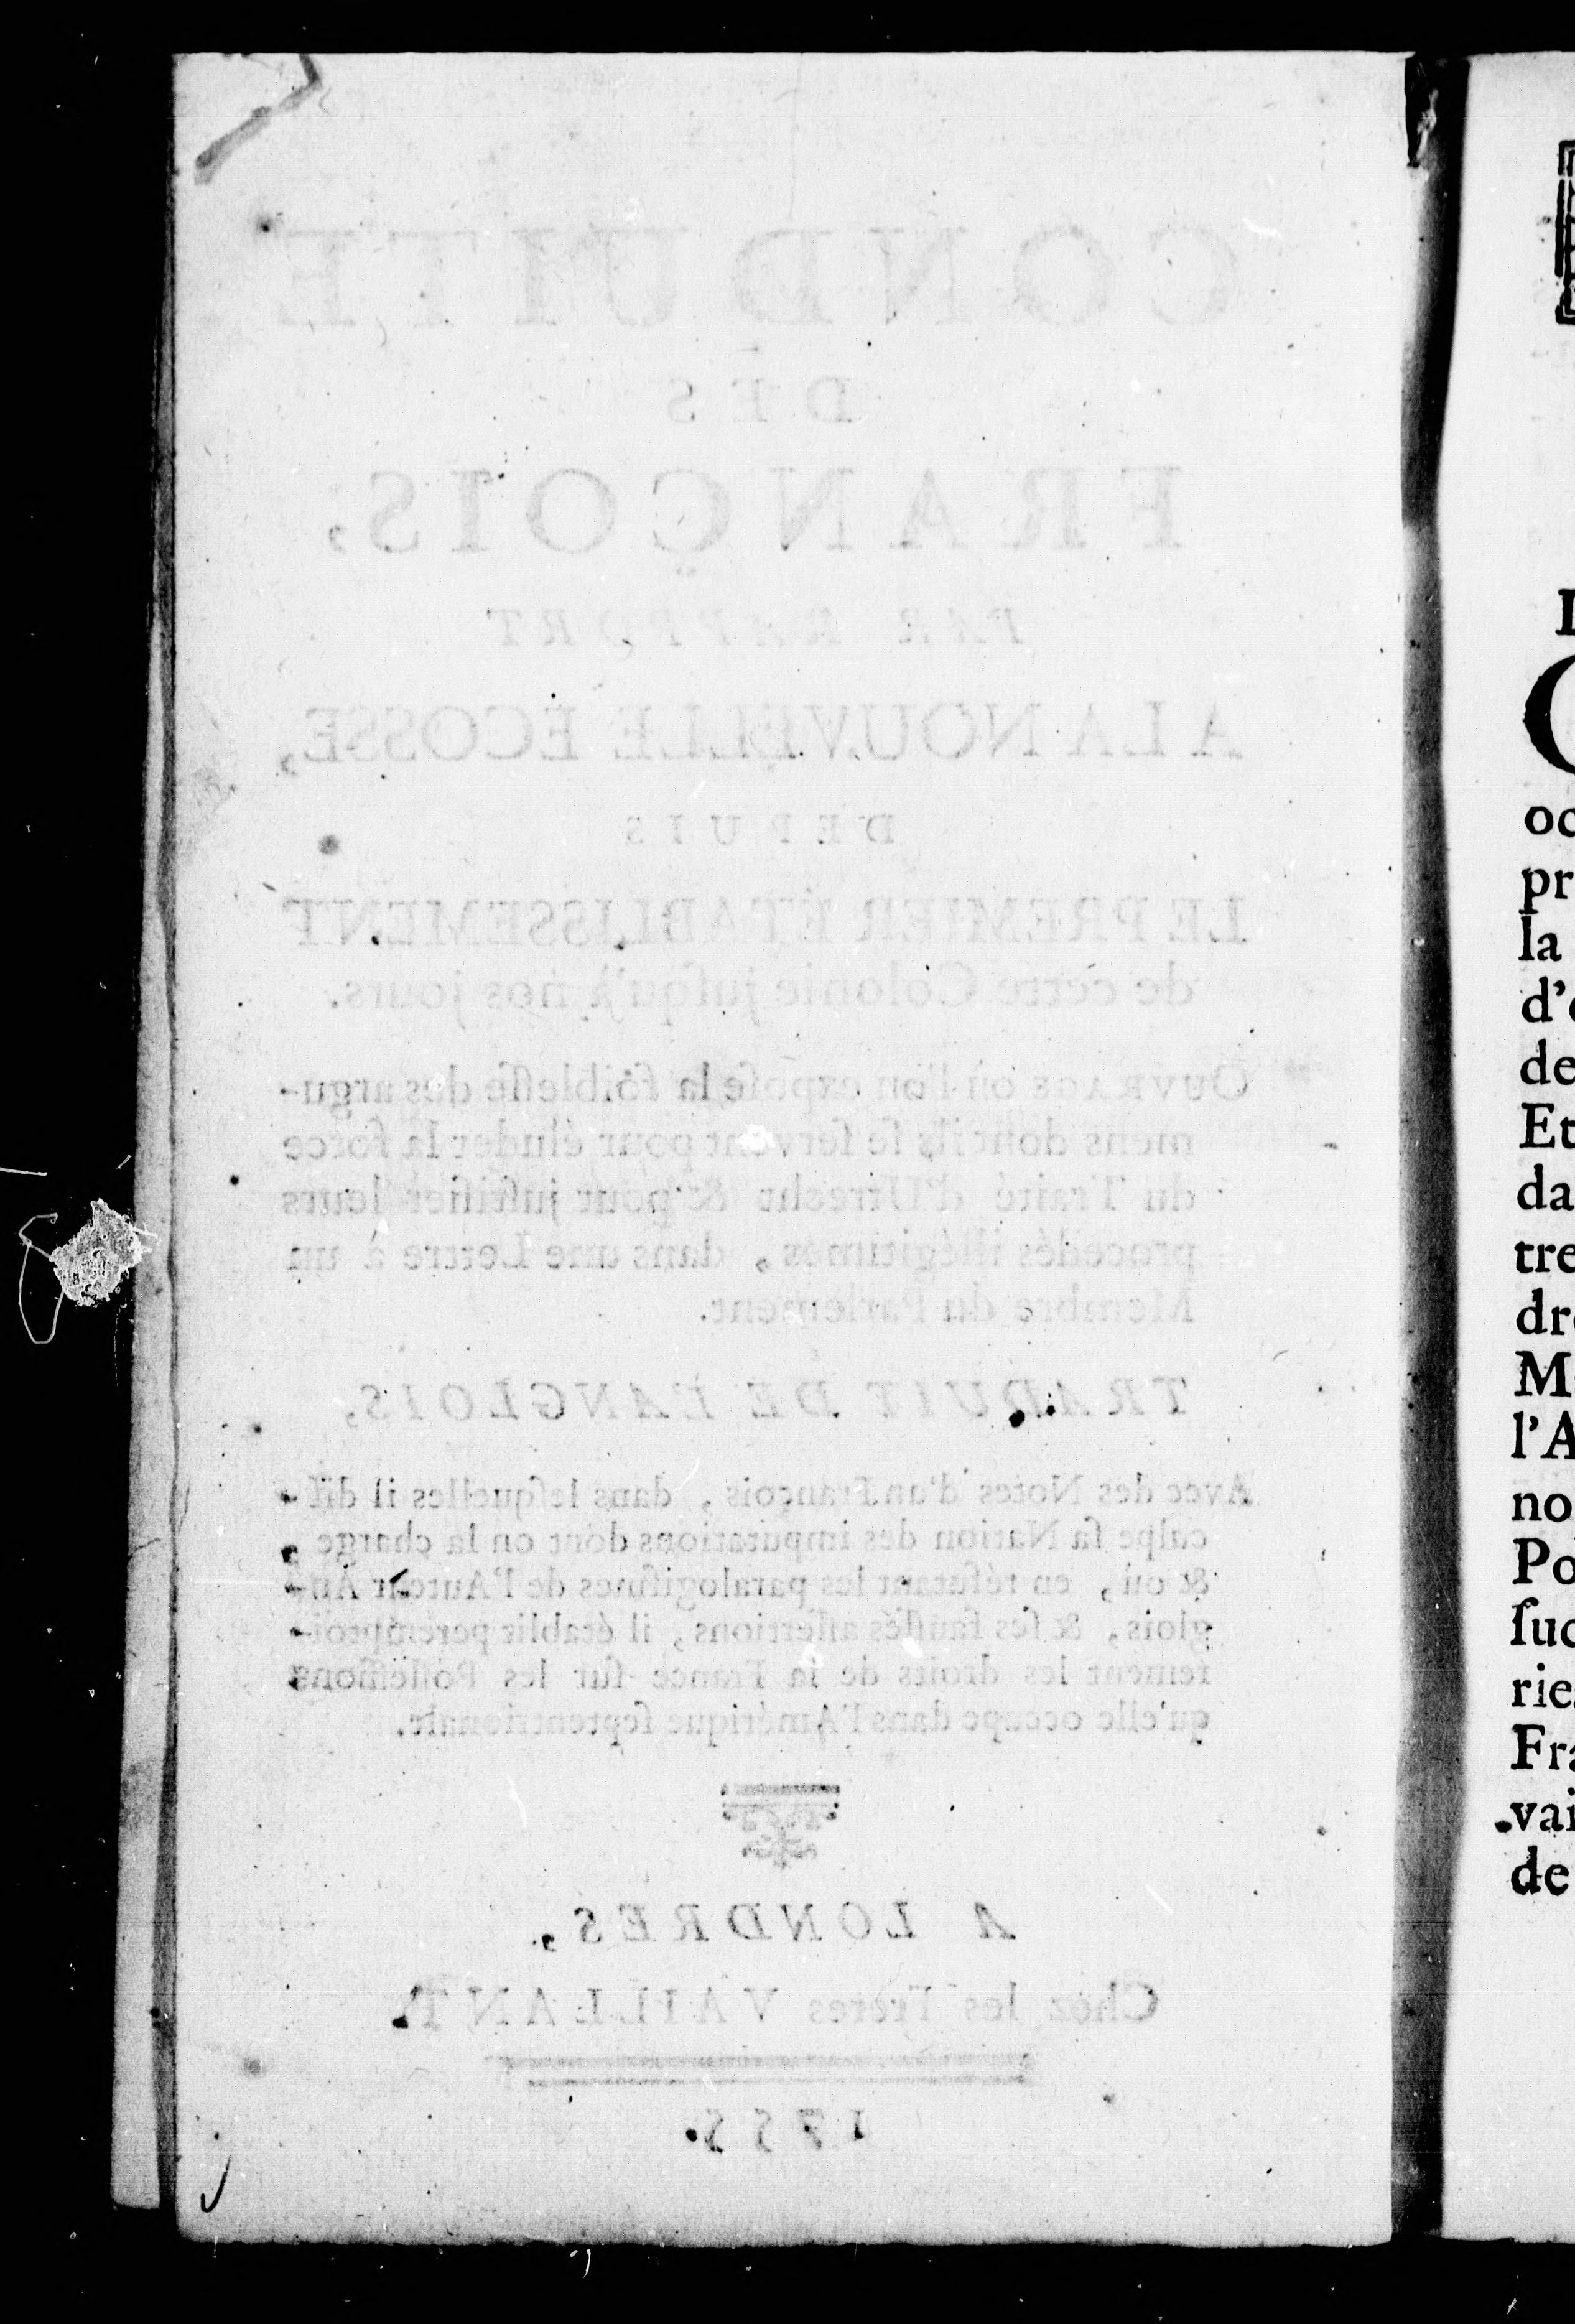 CONDUITE
DES
FRANÇOIS,
PAR RAPPORT
A LA NOUVELLE ÉCOSSE,
DEPUIS
LE PREMIER ÉTABLISSEMENT
de cette Colonie juſqu'à nos jours.
OUVRAGE où l'on expoſe la foibleſſe des argu-
mens dont ils ſe ſervent pour éluder la force
du Traité d'Utrecht & pour juſtifier leurs
procédés illégitimes, dans une Lettre à un
Membre du Parlement.
TRADUIT DE L'ANGLOIS,
Avec des Notes d'un François, dans leſquelles il diſ-
culpe ſa Nation des imputations dont on la charge,
& où, en réfutant les paralogiſmes de l'Auteur An-
glois, & ſes fauſſes aſſertions, il établit peremptoi-
rement les droits de la France ſur les Poſſeſſions
qu'elle occupe dans l'Amérique ſeptentrionale.
A LONDRES,
Chez les Frères VAILLANT.
1755.
oc
pr
la
d'
de
Et
da
tre
dr
M
l'A
no
Po
ſuc
rie
Fra
vai
de